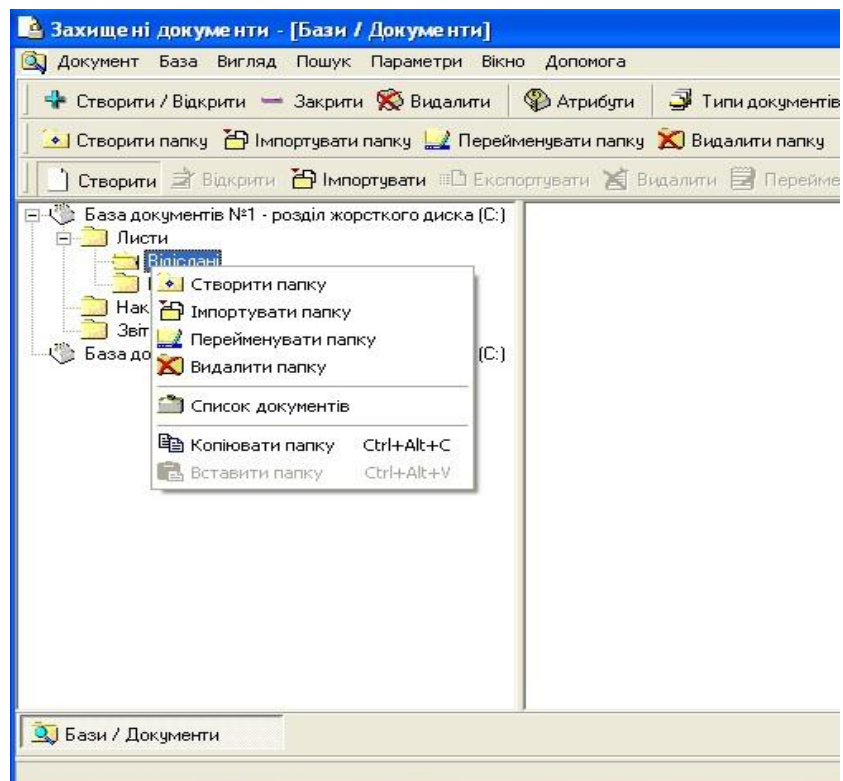 Захищені документи - [Бази / Документи]
Документ База Вигляд Пошук Параметри Вікно Допомога
Створити / Відкрити Закрити Видалити Атрибути Типи документів
Створити папку Імпортувати папку Перейменувати папку Видалити папку
Створити Відкрити Імпортувати Експортувати Видалити Перейме
База документів №1 - розділ жорсткого диска (C:)
Листи
Відіслані
Створити папку
Імпортувати папку
Нак
Перейменувати папку
Звіт
База до (C:)
Видалити папку
Список документів
Копіювати папку Ctrl+Alt+C
Вставити папку Ctrl+Alt+V
Бази / Документи